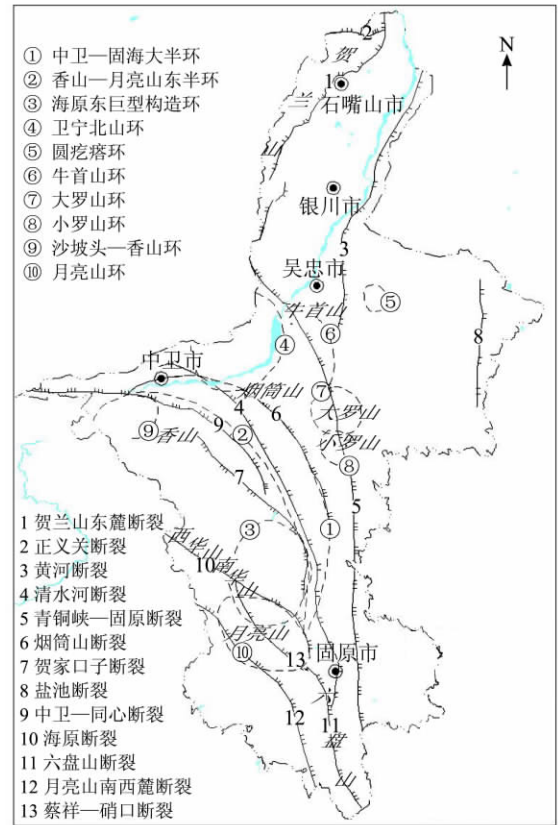 ① 中卫—固海大半环
② 香山—月亮山东半环
③ 海原东巨型构造环
④ 卫宁北山环
⑤ 圆疙瘩环
⑥ 牛首山环
⑦ 大罗山环
⑧ 小罗山环
⑨ 沙坡头—香山环
⑩ 月亮山环
N
2
贺
兰
山
1
石嘴山市
银川市
3
吴忠市
⑤
牛首山
⑥
④
8
中卫市
烟筒山
⑦
大罗山
4
6
9
②
⑨
香山
小罗山
⑧
7
5
③
①
西华山
南华山
10
月亮山
⑩
13
固原市
12
六
11
盘
山
1 贺兰山东麓断裂
2 正义关断裂
3 黄河断裂
4 清水河断裂
5 青铜峡—固原断裂
6 烟筒山断裂
7 贺家口子断裂
8 盐池断裂
9 中卫—同心断裂
10 海原断裂
11 六盘山断裂
12 月亮山南西麓断裂
13 蔡祥—硝口断裂